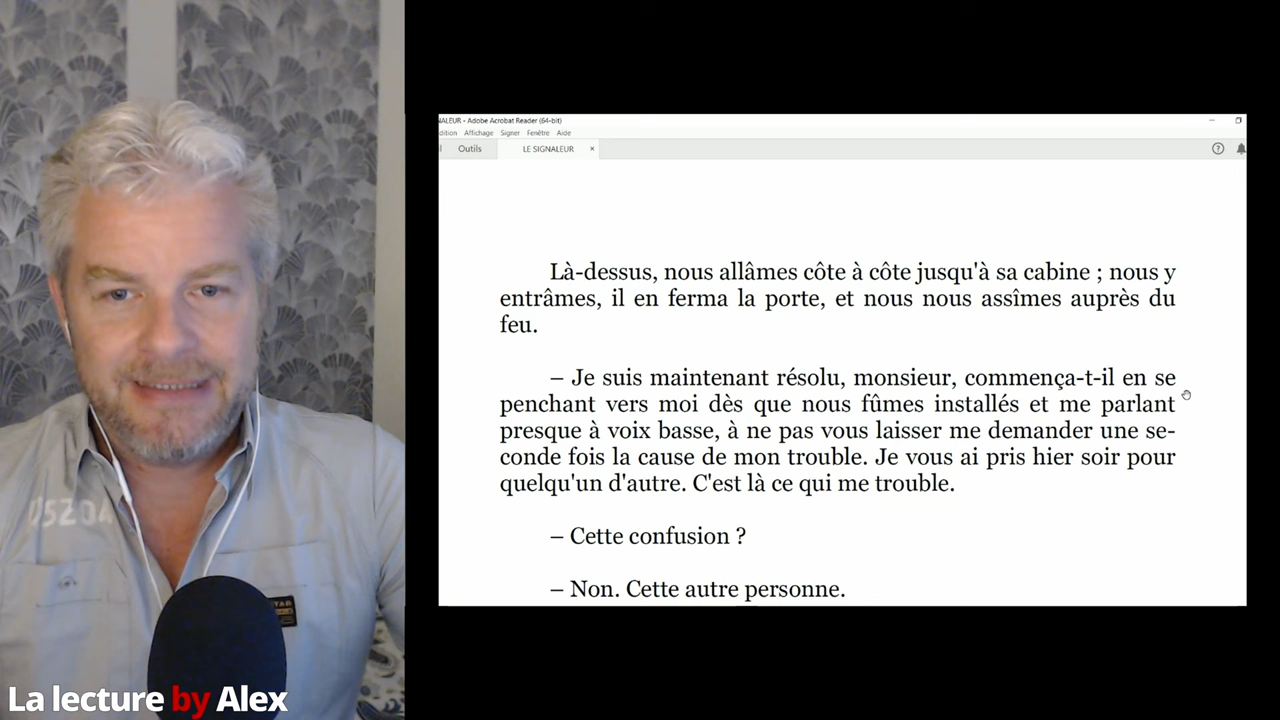 NALEUR - Adobe Acrobat Reader (64-bit)
dition Affichage Signer Fenêtre Aide
Outils LE SIGNALEUR
Là-dessus, nous allâmes côte à côte jusqu'à sa cabine ; nous y
entrâmes, il en ferma la porte, et nous nous assîmes auprès du
feu.
– Je suis maintenant résolu, monsieur, commença-t-il en se
penchant vers moi dès que nous fûmes installés et me parlant
presque à voix basse, à ne pas vous laisser me demander une se-
conde fois la cause de mon trouble. Je vous ai pris hier soir pour
quelqu'un d'autre. C'est là ce qui me trouble.
– Cette confusion ?
– Non. Cette autre personne.
La lecture by Alex